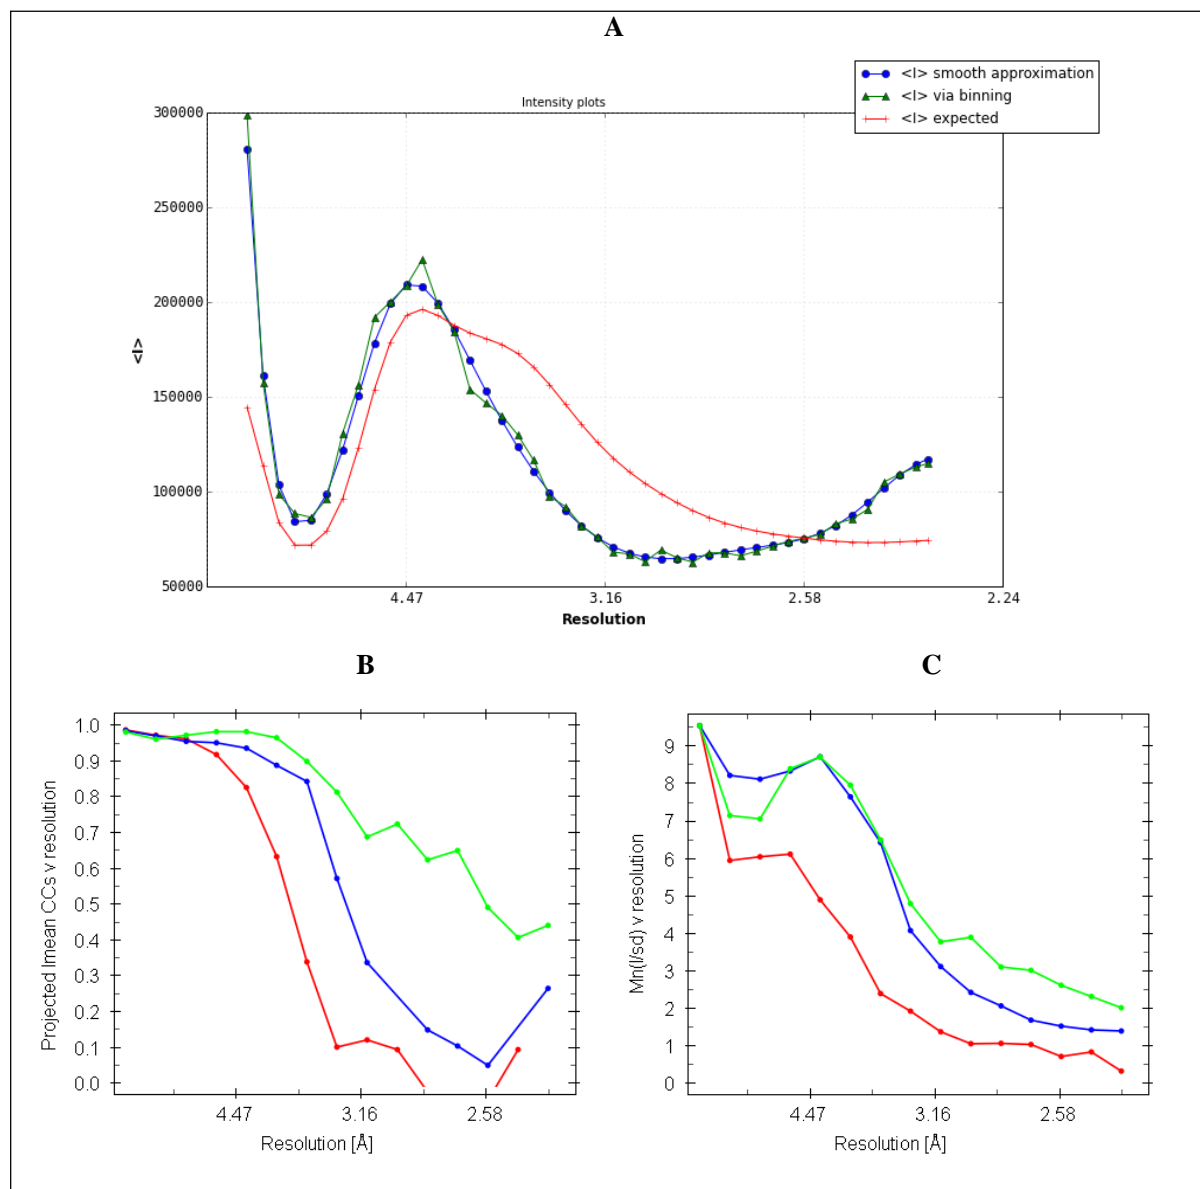 A
Intensity plots
<I> smooth approximation
<I> via binning
<I> expected
300000
250000
200000
150000
100000
50000
<I>
4.47 3.16 2.58 2.24
Resolution
B
1.0
0.9
0.8
0.7
0.6
0.5
0.4
0.3
0.2
0.1
0.0
Projected Imean CCs v resolution
4.47 3.16 2.58
Resolution [Å]
C
9
8
7
6
5
4
3
2
1
0
Mn(I/sd) v resolution
4.47 3.16 2.58
Resolution [Å]